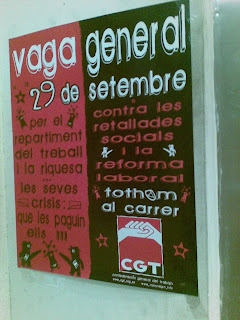 vaga general
29 de setembre
per el
repartiment
del treball
i la riquesa
...
les seves
crisis:
que les paguin
ells !!!
contra les
retallades
socials
i la
reforma
laboral
tothom
al carrer
CGT
confederación general del trabajo